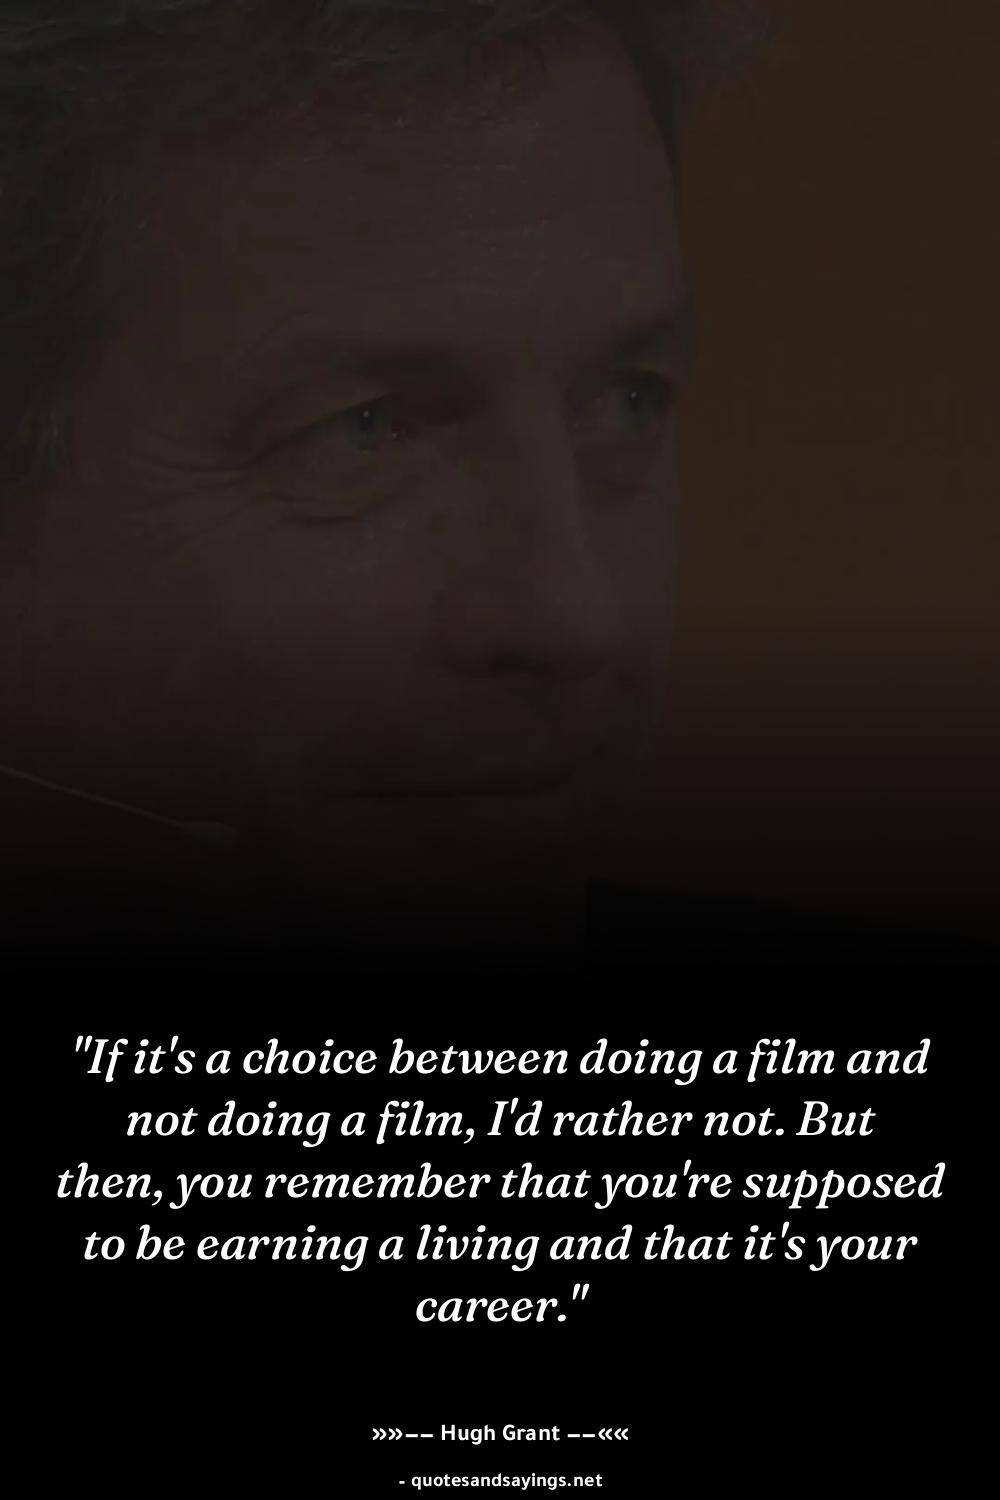 "If it's a choice between doing a film and
not doing a film, I'd rather not. But
then, you remember that you're supposed
to be earning a living and that it's your
career."
»»−− Hugh Grant −−««
- quotesandsayings.net